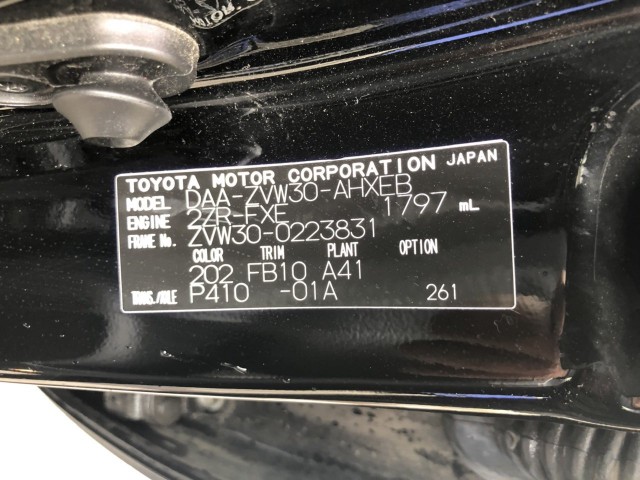 TOYOTA
TOYOTA MOTOR CORPORATION JAPAN
MODEL DAA-ZVW30-AHXEB
ENGINE 2ZR-FXE 1797 mL
FRAME No. ZVW30-0223831
COLOR TRIM PLANT OPTION
202 FB10 A41
TRANS./AXLE P410 -01A 261